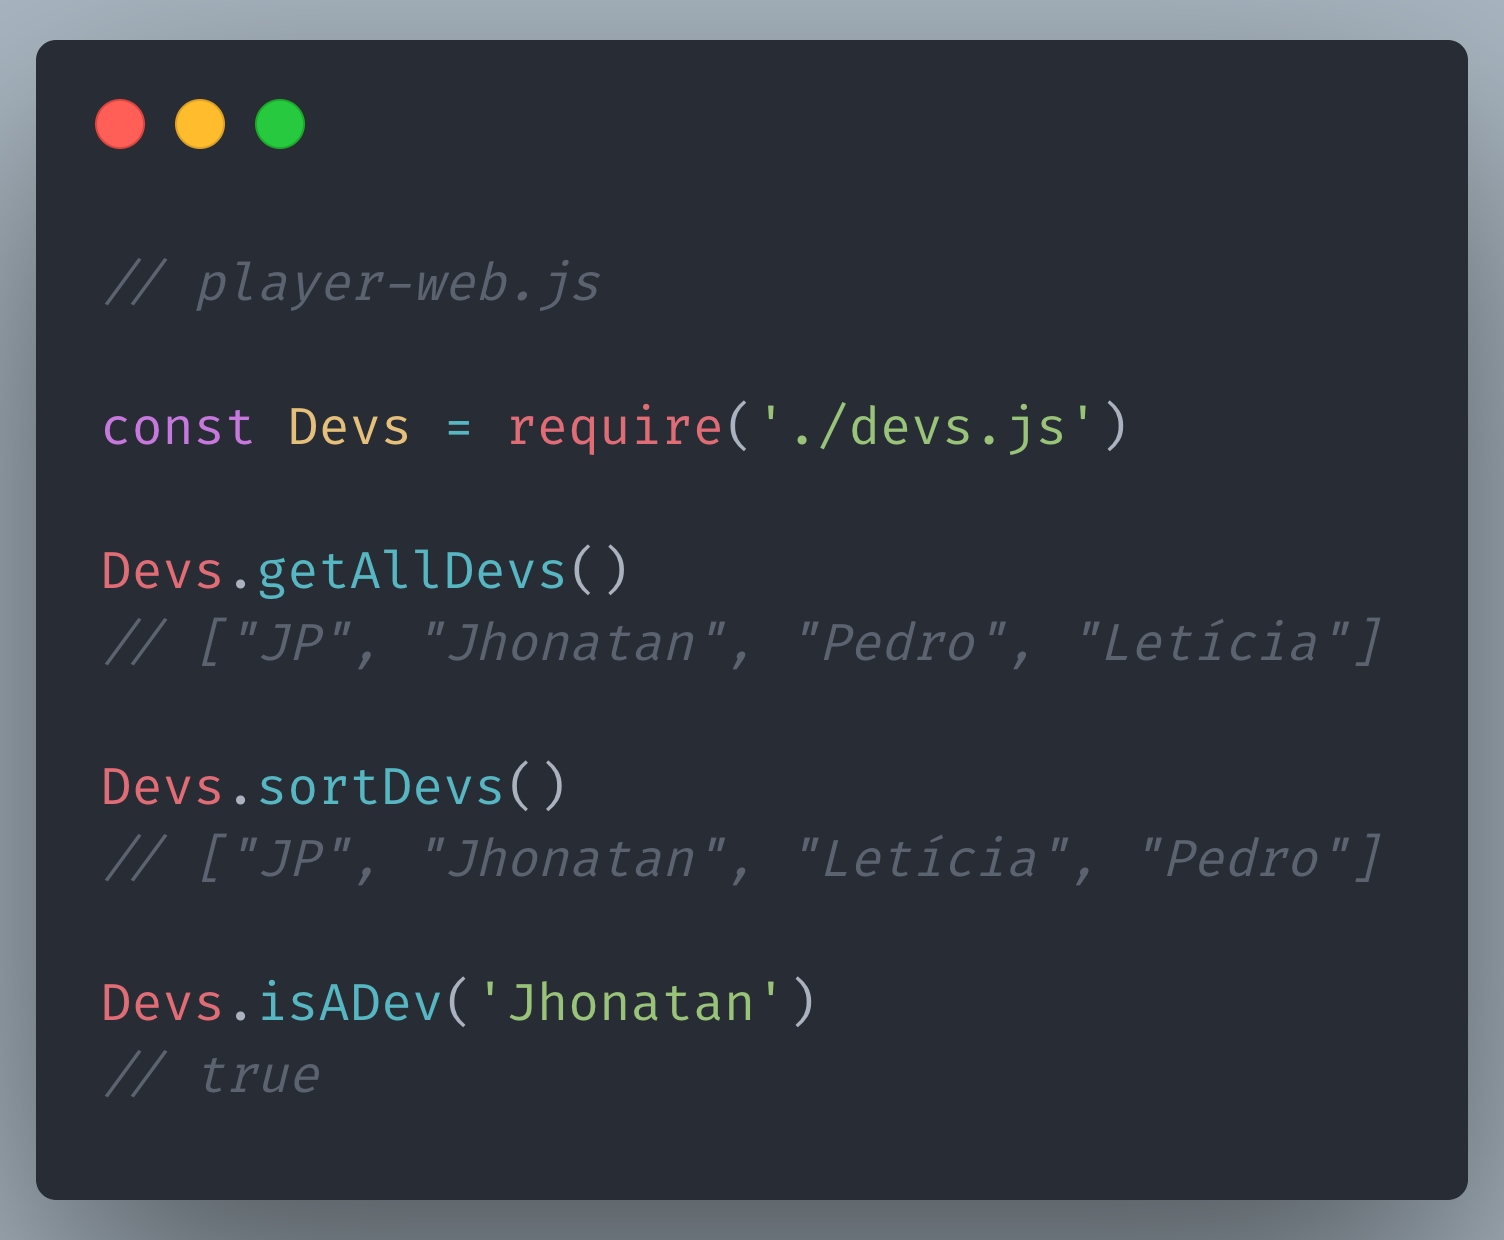 // player-web.js
const Devs = require('./devs.js')
Devs.getAllDevs()
// ["JP", "Jhonatan", "Pedro", "Letícia"]
Devs.sortDevs()
// ["JP", "Jhonatan", "Letícia", "Pedro"]
Devs.isADev('Jhonatan')
// true